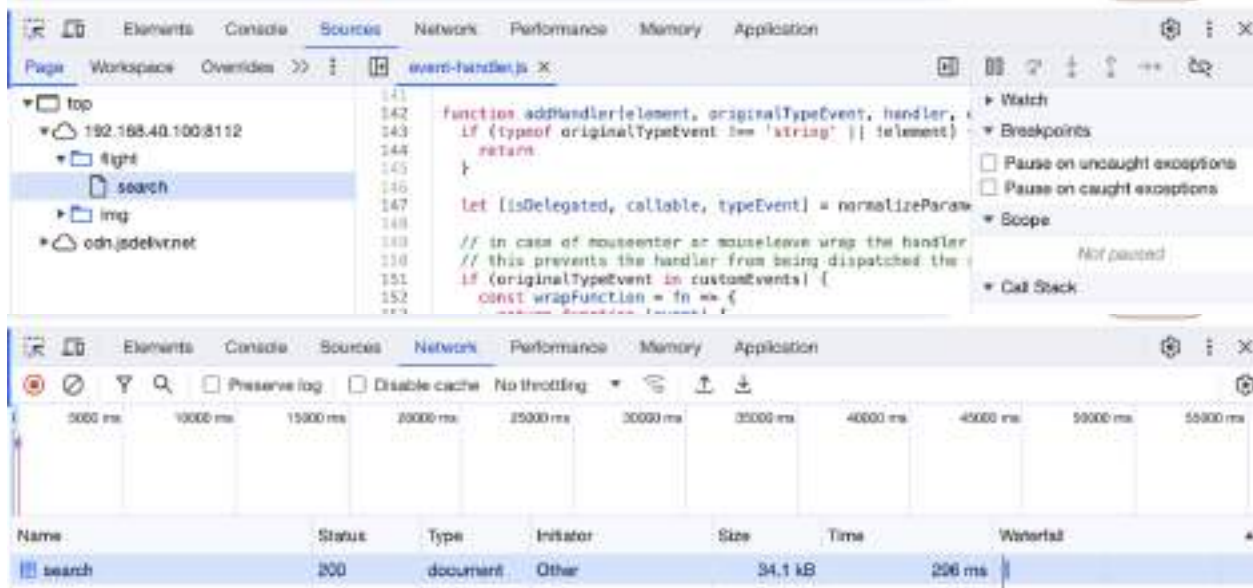 Elements Console Sources Network Performance Memory Application
Page Workspace Overrides event-handler.js
top
192.168.40.100:8112
flight
search
img
cdn.jsdelivr.net
141
142 function addHandler(element, originalTypeEvent, handler,
143 if (typeof originalTypeEvent !== 'string' || !element)
144 return
145 }
146
147 let [isDelegated, callable, typeEvent] = normalizeParame
148
149 // in case of mouseenter or mouseleave wrap the handler
150 // this prevents the handler from being dispatched the
151 if (originalTypeEvent in customEvents) {
152 const wrapFunction = fn => {
153 return function (event) {
Watch
Breakpoints
Pause on uncaught exceptions
Pause on caught exceptions
Scope
Not paused
Call Stack
Elements Console Sources Network Performance Memory Application
Preserve log Disable cache No throttling
5000 ms 10000 ms 15000 ms 20000 ms 25000 ms 30000 ms 35000 ms 40000 ms 45000 ms 50000 ms 55000 ms
Name Status Type Initiator Size Time Waterfall
search 200 document Other 34.1 kB 296 ms